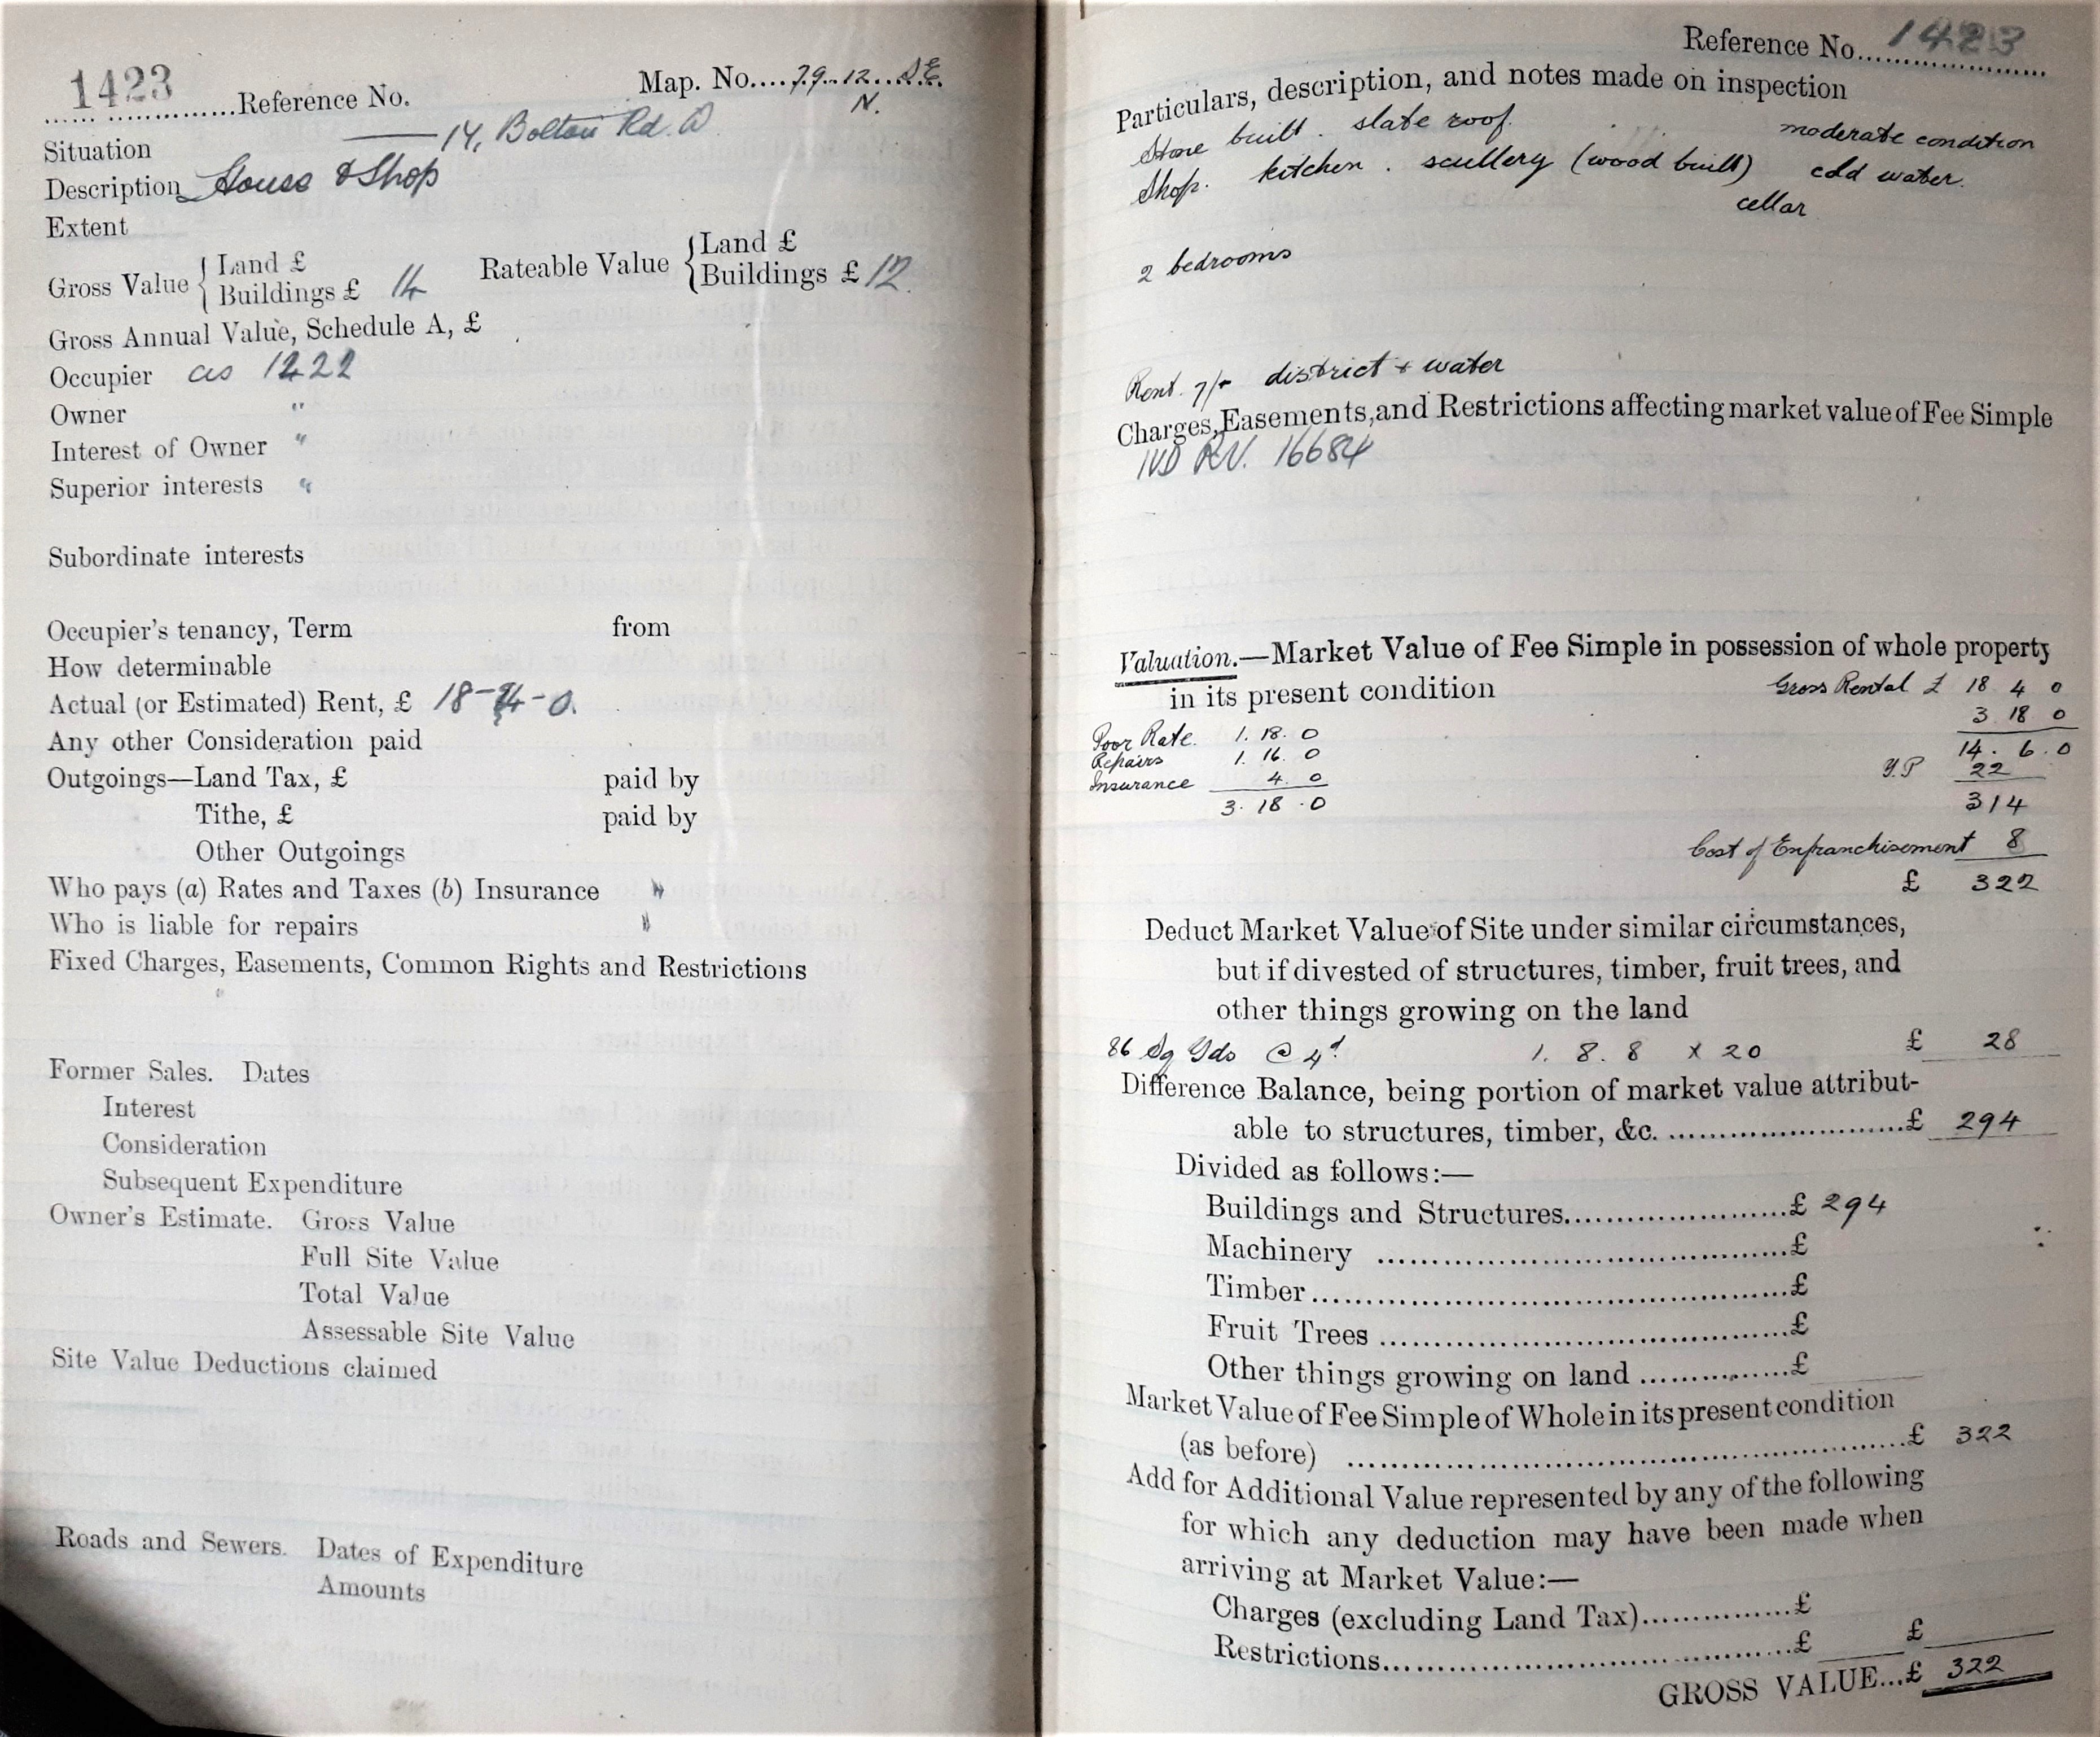 1423
Reference No. Map. No. 79-12. S.E.
N.
Situation 14, Bolton Rd. D
Description House & Shop
Extent
Gross Value { Land £
Buildings £ 14
Rateable Value { Land £
Buildings £ 12.
Gross Annual Value, Schedule A, £
Occupier as 1222
Owner "
Interest of Owner "
Superior interests "
Subordinate interests
Occupier's tenancy, Term from
How determinable
Actual (or Estimated) Rent, £ 18-4-0.
Any other Consideration paid
Outgoings—Land Tax, £ paid by
Tithe, £ paid by
Other Outgoings
Who pays (a) Rates and Taxes (b) Insurance "
Who is liable for repairs "
Fixed Charges, Easements, Common Rights and Restrictions
Former Sales. Dates
Interest
Consideration
Subsequent Expenditure
Owner's Estimate. Gross Value
Full Site Value
Total Value
Assessable Site Value
Site Value Deductions claimed
Roads and Sewers. Dates of Expenditure
Amounts
Reference No. 1423
Particulars, description, and notes made on inspection
Stone built. slate roof. moderate condition
Shop. kitchen. scullery (wood built) cold water.
cellar
2 bedrooms
Rent. 7/- district + water
Charges, Easements, and Restrictions affecting market value of Fee Simple
IVD RV. 16684
Valuation.—Market Value of Fee Simple in possession of whole property
in its present condition
Gross Rental £ 18 4 0
3 18 0
14. 6. 0
Y.P 22
314
Poor Rate. 1. 18. 0
Repairs 1. 16. 0
Insurance 4. 0
3. 18. 0
Cost of Enfranchisement 8
£ 322
Deduct Market Value of Site under similar circumstances,
but if divested of structures, timber, fruit trees, and
other things growing on the land
86 Sq Yds @ 4d 1. 8. 8 x 20 £ 28
Difference Balance, being portion of market value attribut-
able to structures, timber, &c. £ 294
Divided as follows:—
Buildings and Structures £ 294
Machinery £
Timber £
Fruit Trees £
Other things growing on land £
Market Value of Fee Simple of Whole in its present condition
(as before) £ 322
Add for Additional Value represented by any of the following
for which any deduction may have been made when
arriving at Market Value:—
Charges (excluding Land Tax) £
Restrictions £ £
GROSS VALUE...£ 322